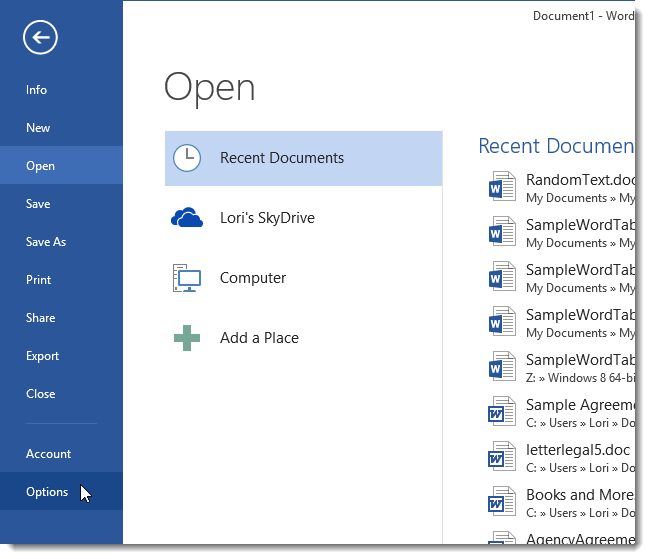 Document1 - Word
Info
New
Open
Save
Save As
Print
Share
Export
Close
Account
Options
Open
Recent Documents
Lori's SkyDrive
Computer
Add a Place
Recent Documen
RandomText.doc
My Documents » My
SampleWordTab
My Documents » My
SampleWordTab
My Documents » My
SampleWordTab
My Documents » My
SampleWordTab
Z: » Windows 8 64-bi
Sample Agreeme
C: » Users » Lori » Do
letterlegal5.doc
C: » Users » Lori » Do
Books and More
C: » Users » Lori » Do
AgencyAgreeme